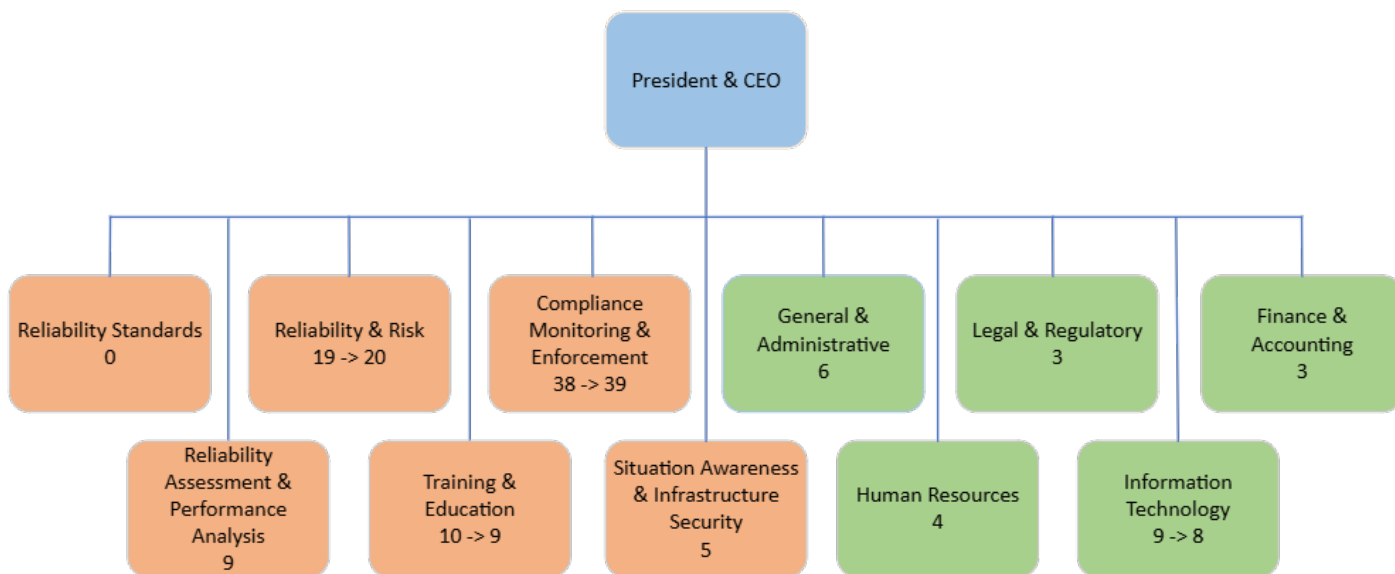 President & CEO
Reliability Standards
0
Reliability & Risk
19 -> 20
Compliance
Monitoring &
Enforcement
38 -> 39
General &
Administrative
6
Legal & Regulatory
3
Finance &
Accounting
3
Reliability
Assessment &
Performance
Analysis
9
Training &
Education
10 -> 9
Situation Awareness
& Infrastructure
Security
5
Human Resources
4
Information
Technology
9 -> 8